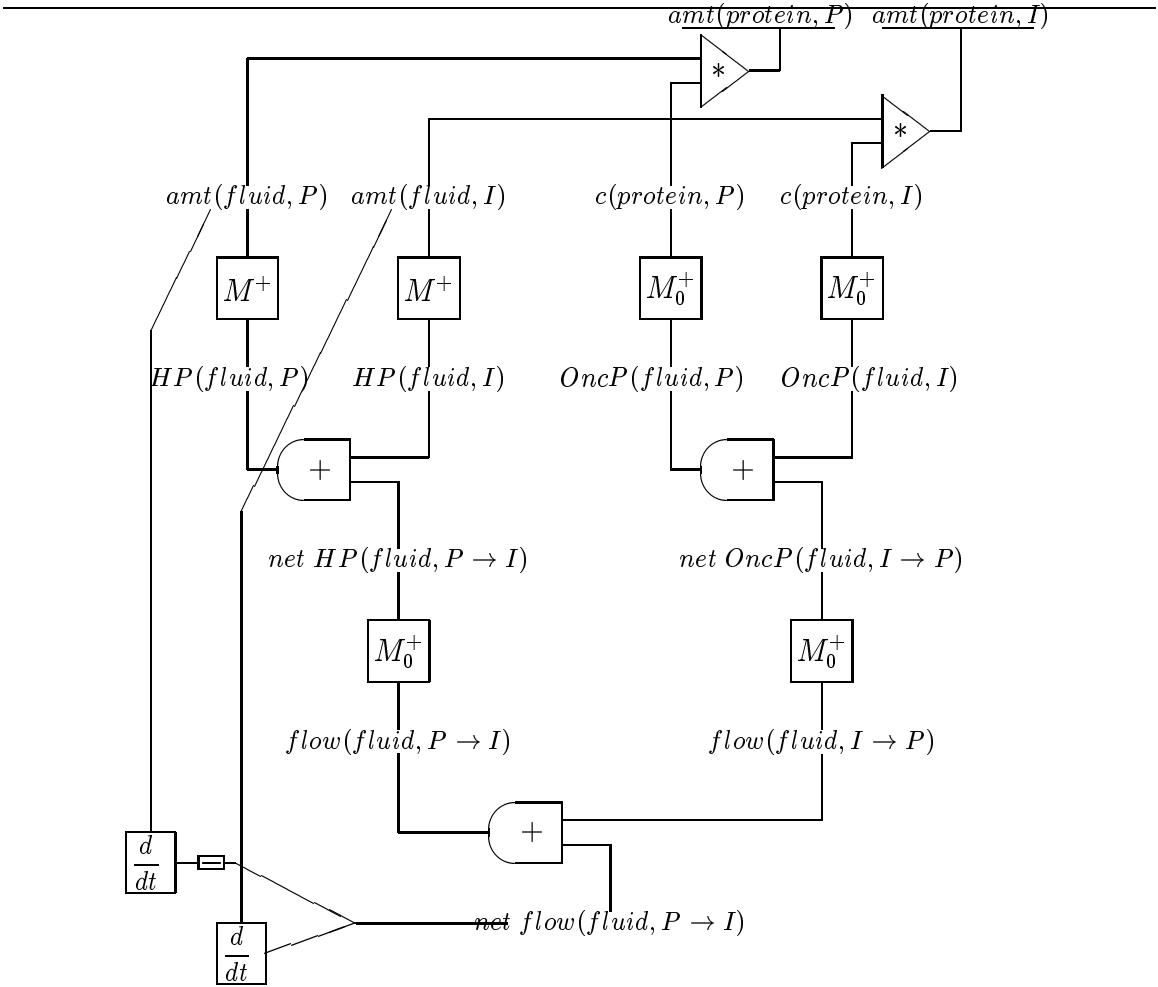 amt(protein, P) amt(protein, I)
*
*
amt(fluid, P) amt(fluid, I) c(protein, P) c(protein, I)
M⁺ M⁺ M₀⁺ M₀⁺
HP(fluid, P) HP(fluid, I) OncP(fluid, P) OncP(fluid, I)
+ +
net HP(fluid, P → I) net OncP(fluid, I → P)
M₀⁺ M₀⁺
flow(fluid, P → I) flow(fluid, I → P)
+
d
dt
−
net flow(fluid, P → I)
d
dt